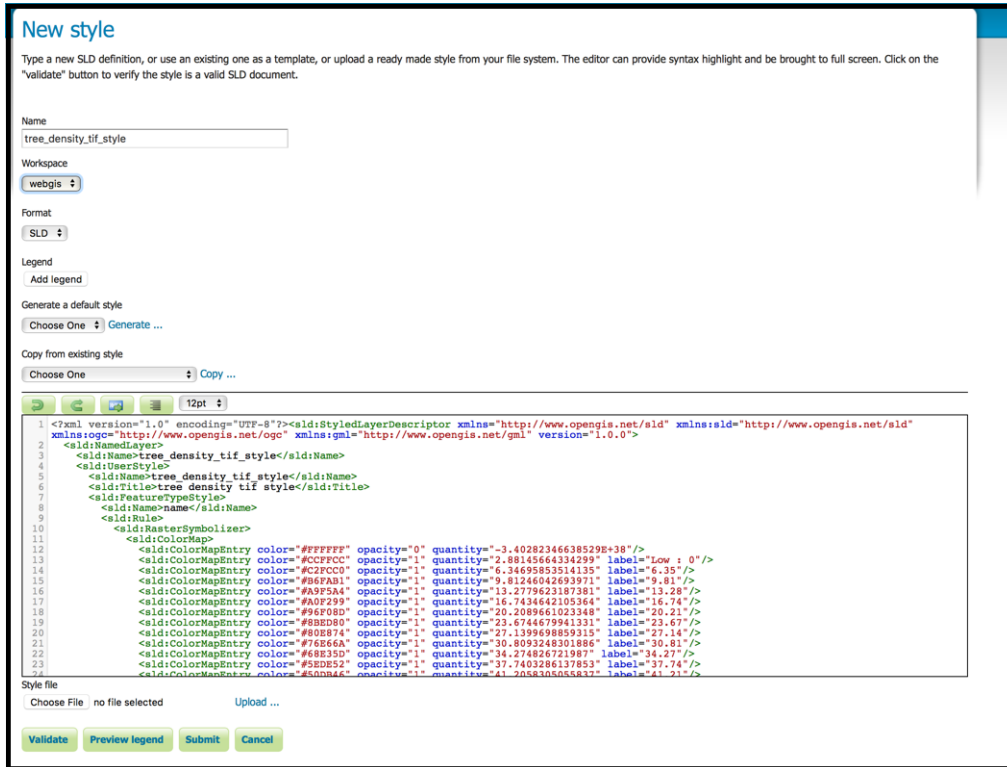 New style
Type a new SLD definition, or use an existing one as a template, or upload a ready made style from your file system. The editor can provide syntax highlight and be brought to full screen. Click on the
"validate" button to verify the style is a valid SLD document.
Name
tree_density_tif_style
Workspace
webgis
Format
SLD
Legend
Add legend
Generate a default style
Choose One Generate ...
Copy from existing style
Choose One Copy ...
12pt
1 <?xml version="1.0" encoding="UTF-8"?><sld:StyledLayerDescriptor xmlns="http://www.opengis.net/sld" xmlns:sld="http://www.opengis.net/sld"
xmlns:ogc="http://www.opengis.net/ogc" xmlns:gml="http://www.opengis.net/gml" version="1.0.0">
2 <sld:NamedLayer>
3 <sld:Name>tree_density_tif_style</sld:Name>
4 <sld:UserStyle>
5 <sld:Name>tree_density_tif_style</sld:Name>
6 <sld:Title>tree density tif style</sld:Title>
7 <sld:FeatureTypeStyle>
8 <sld:Name>name</sld:Name>
9 <sld:Rule>
10 <sld:RasterSymbolizer>
11 <sld:ColorMap>
12 <sld:ColorMapEntry color="#FFFFFF" opacity="0" quantity="-3.40282346638529E+38"/>
13 <sld:ColorMapEntry color="#CCFFCC" opacity="1" quantity="2.88145664334299" label="Low : 0"/>
14 <sld:ColorMapEntry color="#C2FCC0" opacity="1" quantity="6.34695853514135" label="6.35"/>
15 <sld:ColorMapEntry color="#B6FAB1" opacity="1" quantity="9.81246042693971" label="9.81"/>
16 <sld:ColorMapEntry color="#A9F5A4" opacity="1" quantity="13.2779623187381" label="13.28"/>
17 <sld:ColorMapEntry color="#A0F299" opacity="1" quantity="16.7434642105364" label="16.74"/>
18 <sld:ColorMapEntry color="#96F08D" opacity="1" quantity="20.2089661023348" label="20.21"/>
19 <sld:ColorMapEntry color="#8BED80" opacity="1" quantity="23.6744679941331" label="23.67"/>
20 <sld:ColorMapEntry color="#80E874" opacity="1" quantity="27.1399698859315" label="27.14"/>
21 <sld:ColorMapEntry color="#76E66A" opacity="1" quantity="30.8093248301886" label="30.81"/>
22 <sld:ColorMapEntry color="#68E35D" opacity="1" quantity="34.274826721987" label="34.27"/>
23 <sld:ColorMapEntry color="#5EDE52" opacity="1" quantity="37.7403286137853" label="37.74"/>
24 <sld:ColorMapEntry color="#50DB46" opacity="1" quantity="41.2058305055837" label="41.21"/>
Style file
Choose File no file selected Upload ...
Validate Preview legend Submit Cancel